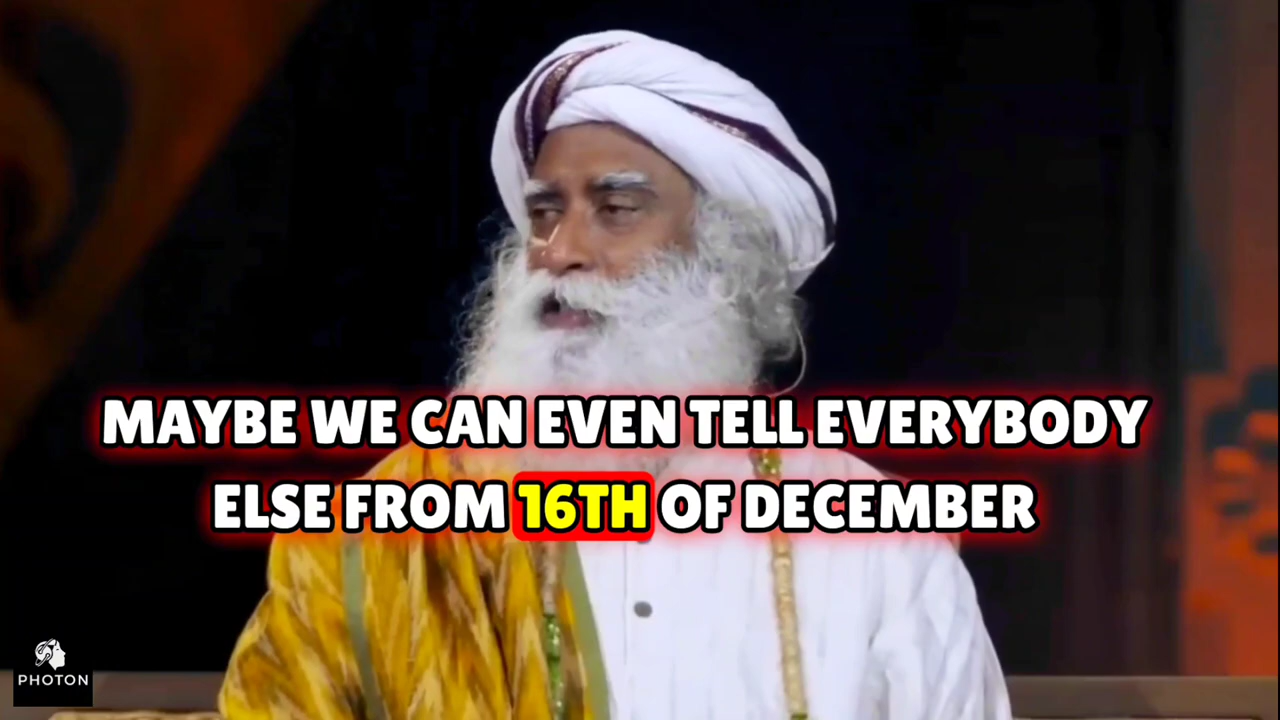 MAYBE WE CAN EVEN TELL EVERYBODY
ELSE FROM 16TH OF DECEMBER
PHOTON